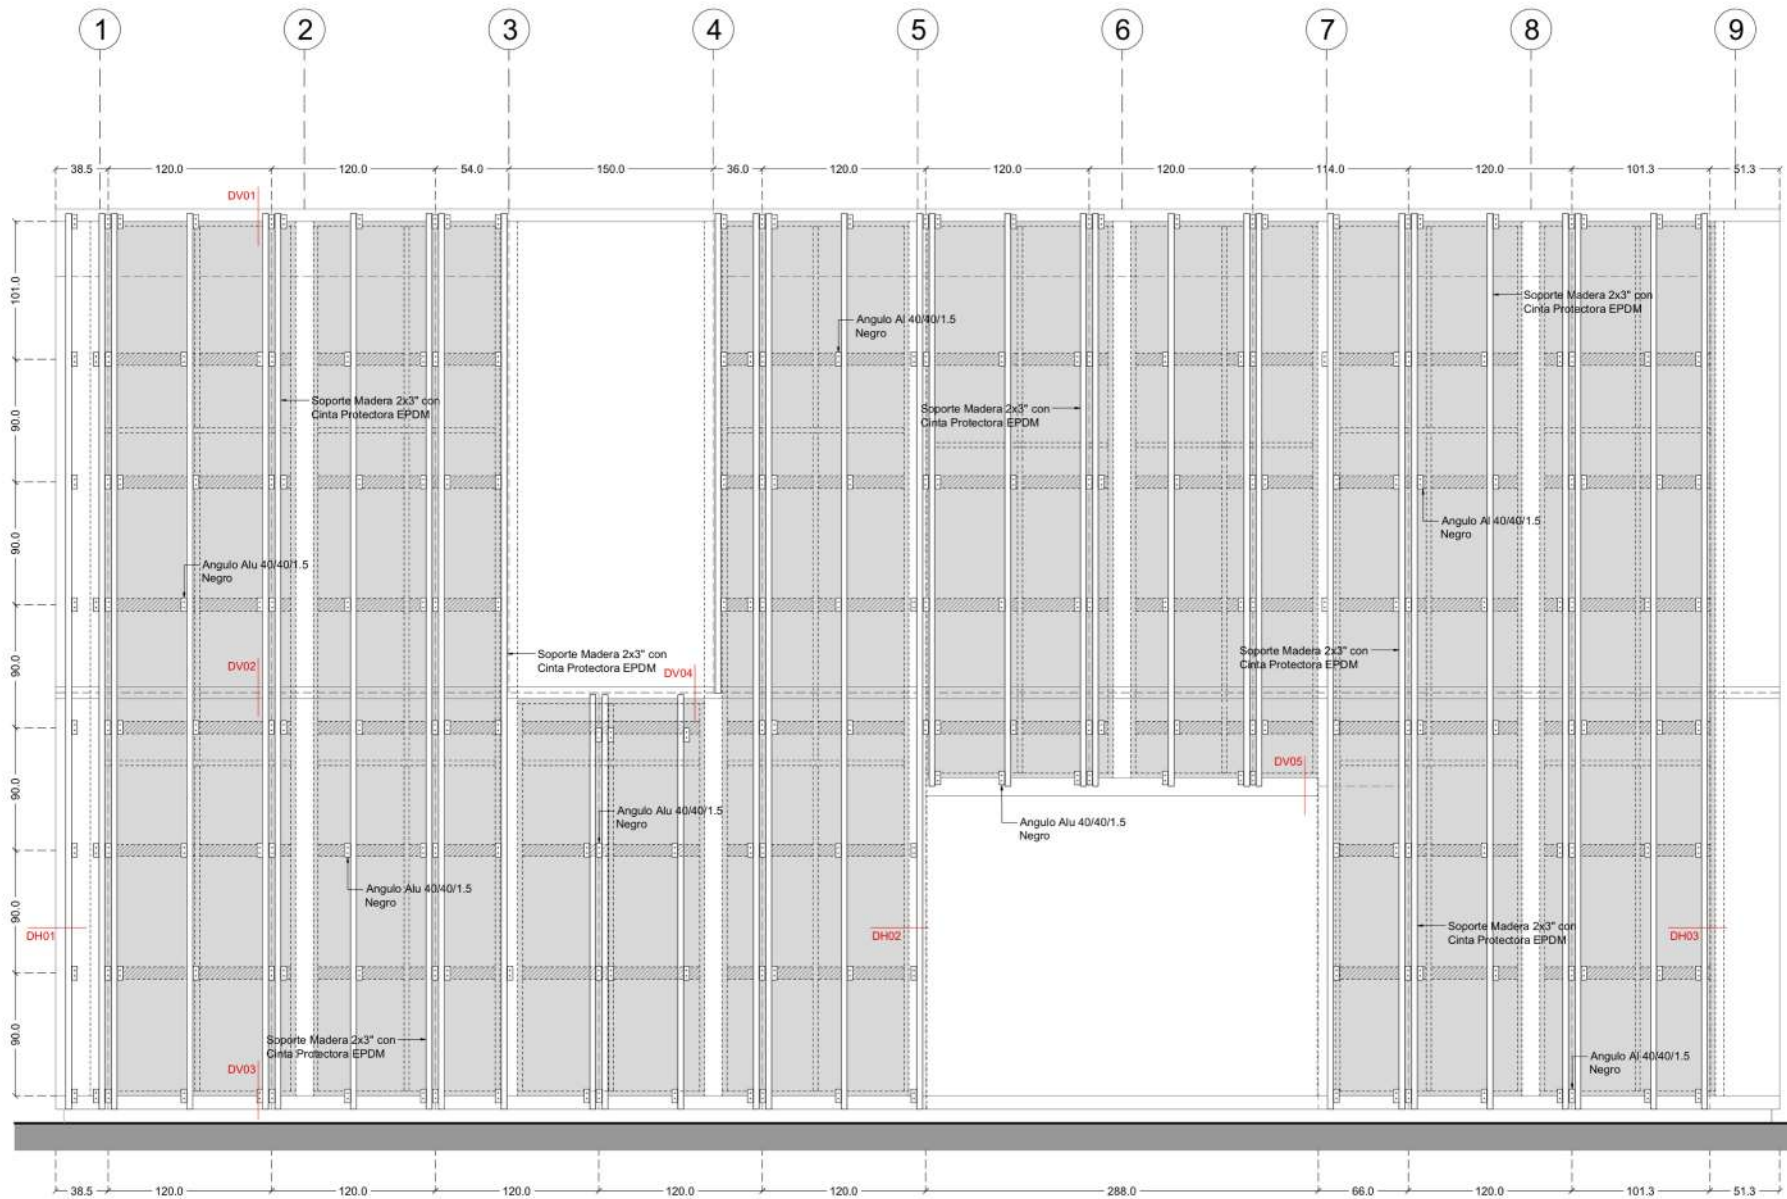 1 2 3 4 5 6 7 8 9
38.5 120.0 120.0 54.0 150.0 36.0 120.0 120.0 120.0 114.0 120.0 101.3 51.3
DV01
101.0
Soporte Madera 2x3" con
Cinta Protectora EPDM
Angulo Al 40/40/1.5
Negro
Soporte Madera 2x3" con
Cinta Protectora EPDM
Soporte Madera 2x3" con
Cinta Protectora EPDM
90.0
Angulo Al 40/40/1.5
Negro
90.0
Angulo Alu 40/40/1.5
Negro
Soporte Madera 2x3" con
Cinta Protectora EPDM
Soporte Madera 2x3" con
Cinta Protectora EPDM
90.0
DV02
DV04
DV05
90.0
Angulo Alu 40/40/1.5
Negro
Angulo Alu 40/40/1.5
Negro
Angulo Alu 40/40/1.5
Negro
90.0
Soporte Madera 2x3" con
Cinta Protectora EPDM
DH01
DH02
DH03
90.0
Soporte Madera 2x3" con
Cinta Protectora EPDM
Angulo Al 40/40/1.5
Negro
DV03
38.5 120.0 120.0 120.0 120.0 120.0 288.0 66.0 120.0 101.3 51.3